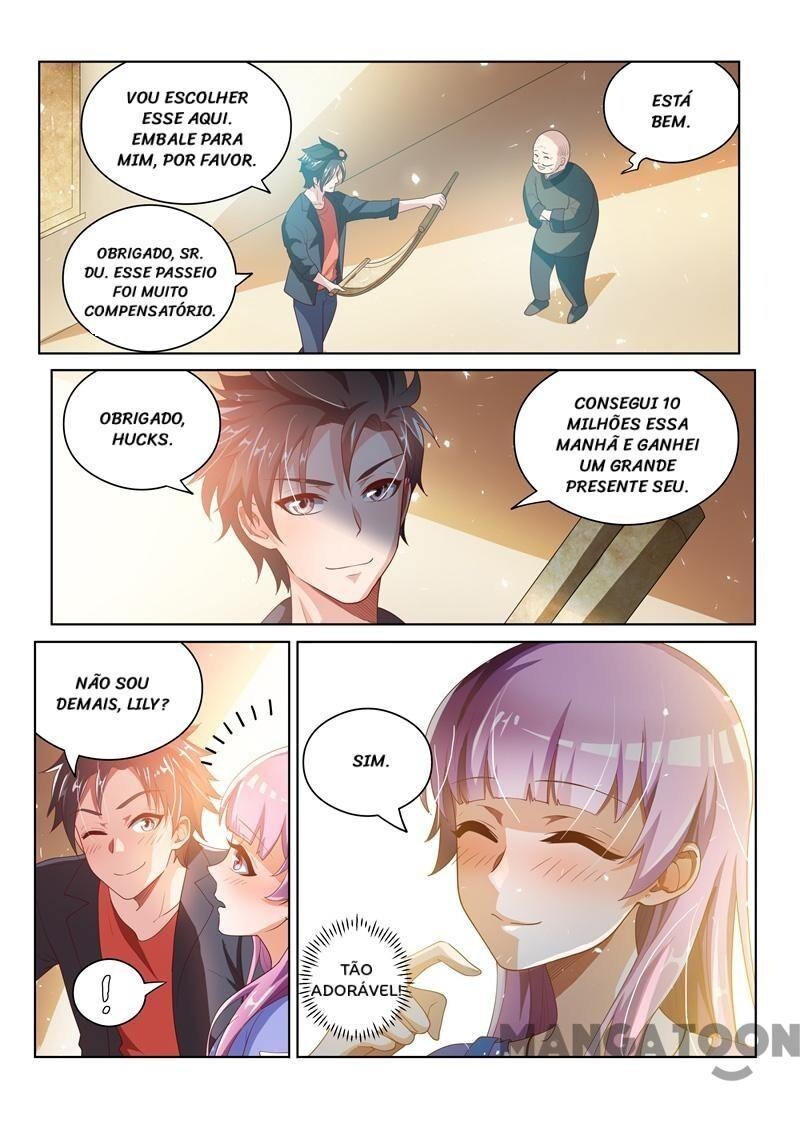 VOU ESCOLHER
ESSE AQUI.
EMBALE PARA
MIM, POR FAVOR.
ESTÁ
BEM.
OBRIGADO, SR.
DU. ESSE PASSEIO
FOI MUITO
COMPENSATÓRIO.
OBRIGADO,
HUCKS.
CONSEGUI 10
MILHÕES ESSA
MANHÃ E GANHEI
UM GRANDE
PRESENTE SEU.
NÃO SOU
DEMAIS, LILY?
!
SIM.
TÃO
ADORÁVEL!
MANGATOON